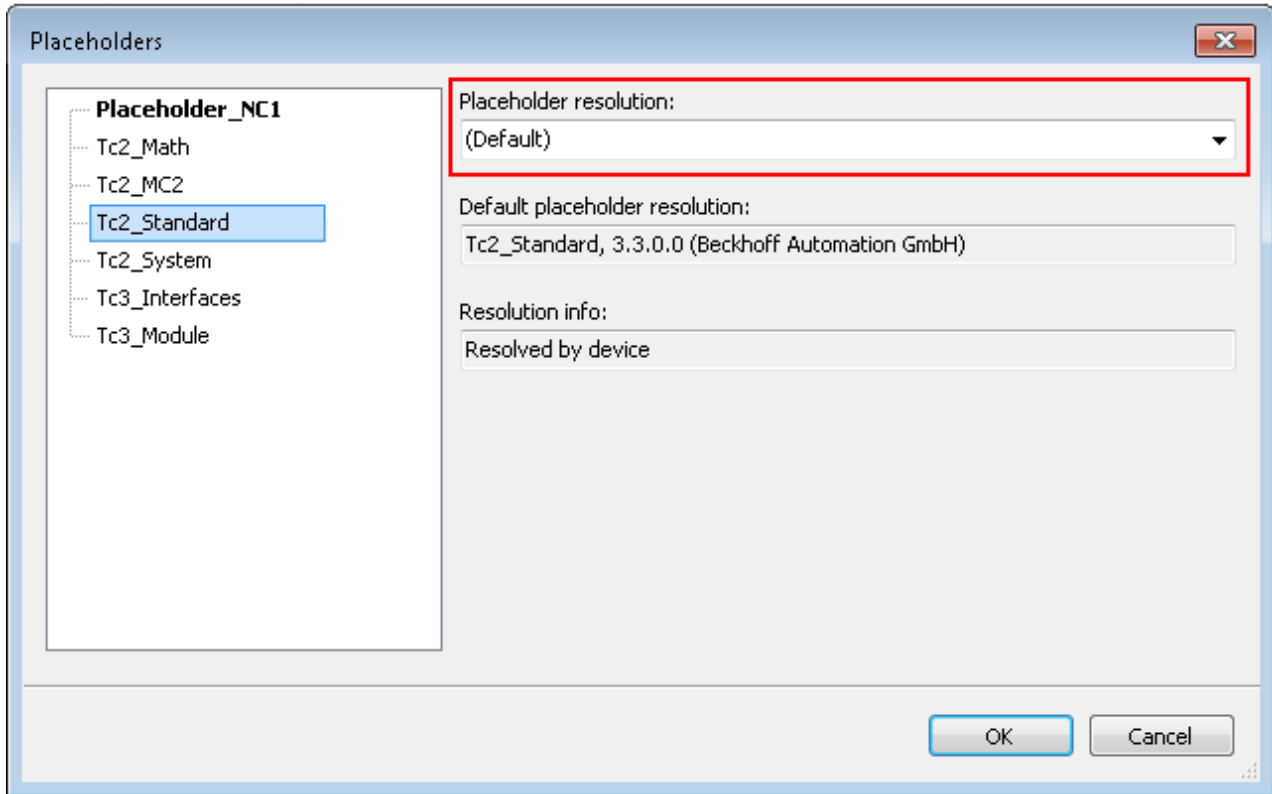 Placeholders
Placeholder_NC1
Tc2_Math
Tc2_MC2
Tc2_Standard
Tc2_System
Tc3_Interfaces
Tc3_Module
Placeholder resolution:
(Default)
Default placeholder resolution:
Tc2_Standard, 3.3.0.0 (Beckhoff Automation GmbH)
Resolution info:
Resolved by device
OK
Cancel